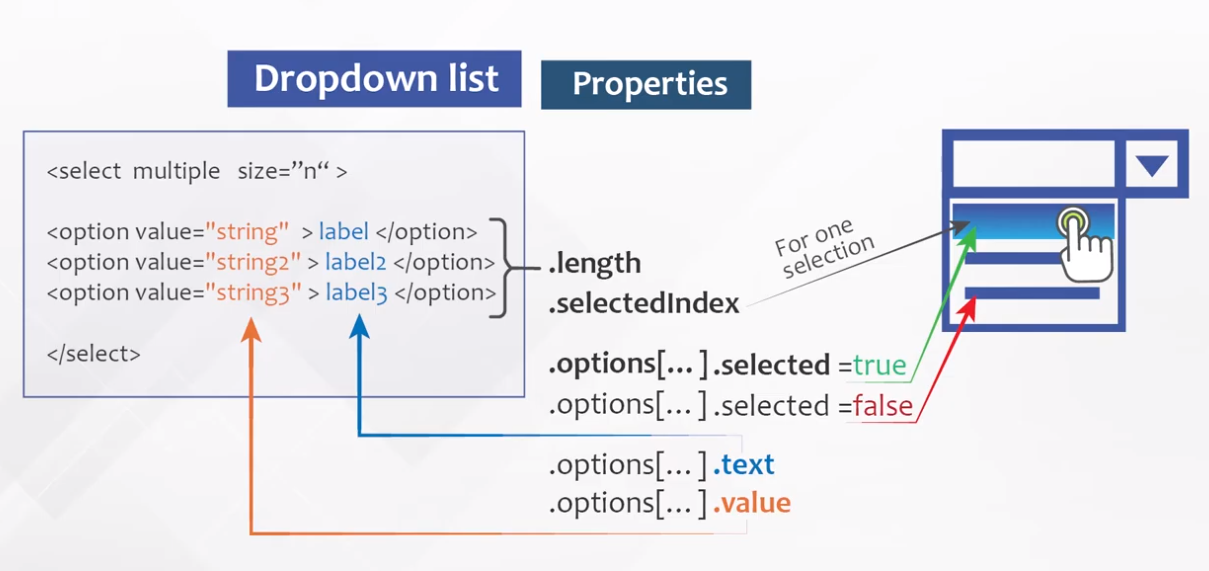 Dropdown list
Properties
<select multiple size=”n“ >
<option value="string" > label </option>
<option value="string2" > label2 </option>
<option value="string3" > label3 </option>
</select>
.length
.selectedIndex
For one
selection
.options[...] .selected =true
.options[...] .selected =false
.options[...] .text
.options[...] .value